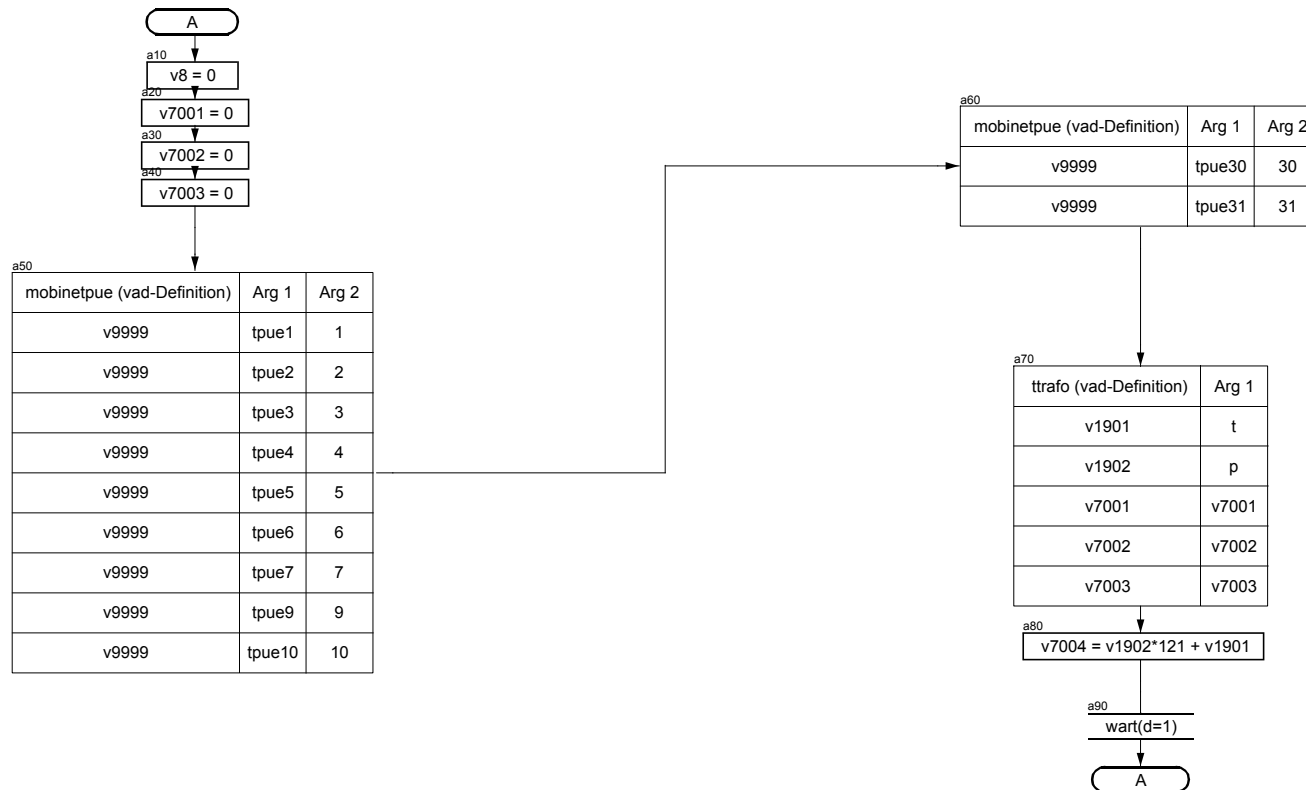 A
a10
v8 = 0
a20
v7001 = 0
a30
v7002 = 0
a40
v7003 = 0
a50
mobinetpue (vad-Definition) Arg 1 Arg 2
v9999 tpue1 1
v9999 tpue2 2
v9999 tpue3 3
v9999 tpue4 4
v9999 tpue5 5
v9999 tpue6 6
v9999 tpue7 7
v9999 tpue9 9
v9999 tpue10 10
a60
mobinetpue (vad-Definition) Arg 1 Arg 2
v9999 tpue30 30
v9999 tpue31 31
a70
ttrafo (vad-Definition) Arg 1
v1901 t
v1902 p
v7001 v7001
v7002 v7002
v7003 v7003
a80
v7004 = v1902*121 + v1901
a90
wart(d=1)
A